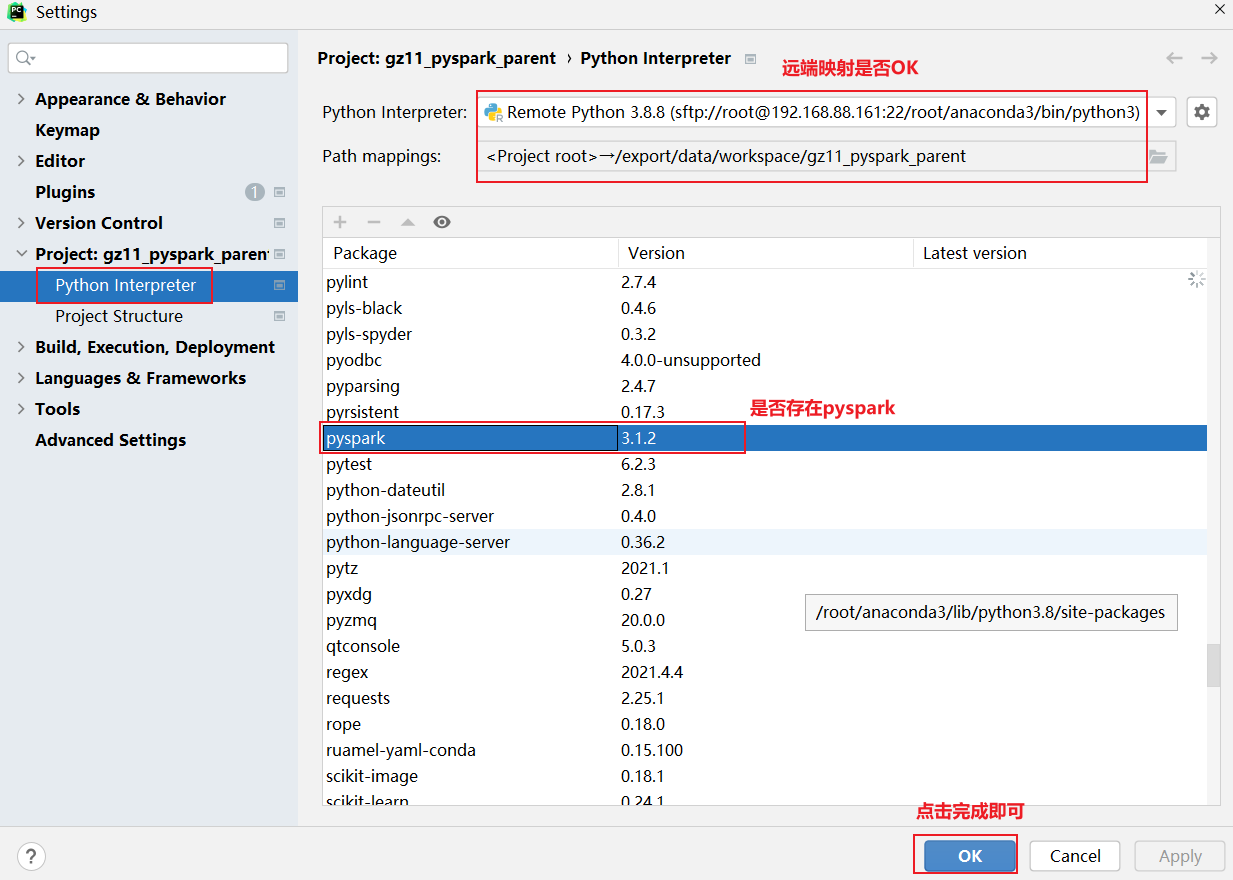 Settings
Project: gz11_pyspark_parent › Python Interpreter
远端映射是否OK
Appearance & Behavior
Keymap
Editor
Plugins 1
Version Control
Project: gz11_pyspark_paren
Python Interpreter
Project Structure
Build, Execution, Deployment
Languages & Frameworks
Tools
Advanced Settings
Python Interpreter: Remote Python 3.8.8 (sftp://root@192.168.88.161:22/root/anaconda3/bin/python3)
Path mappings: <Project root>→/export/data/workspace/gz11_pyspark_parent
Package Version Latest version
pylint 2.7.4
pyls-black 0.4.6
pyls-spyder 0.3.2
pyodbc 4.0.0-unsupported
pyparsing 2.4.7
pyrsistent 0.17.3
是否存在pyspark
pyspark 3.1.2
pytest 6.2.3
python-dateutil 2.8.1
python-jsonrpc-server 0.4.0
python-language-server 0.36.2
pytz 2021.1
pyxdg 0.27
/root/anaconda3/lib/python3.8/site-packages
pyzmq 20.0.0
qtconsole 5.0.3
regex 2021.4.4
requests 2.25.1
rope 0.18.0
ruamel-yaml-conda 0.15.100
scikit-image 0.18.1
scikit-learn 0.24.1
点击完成即可
? OK Cancel Apply